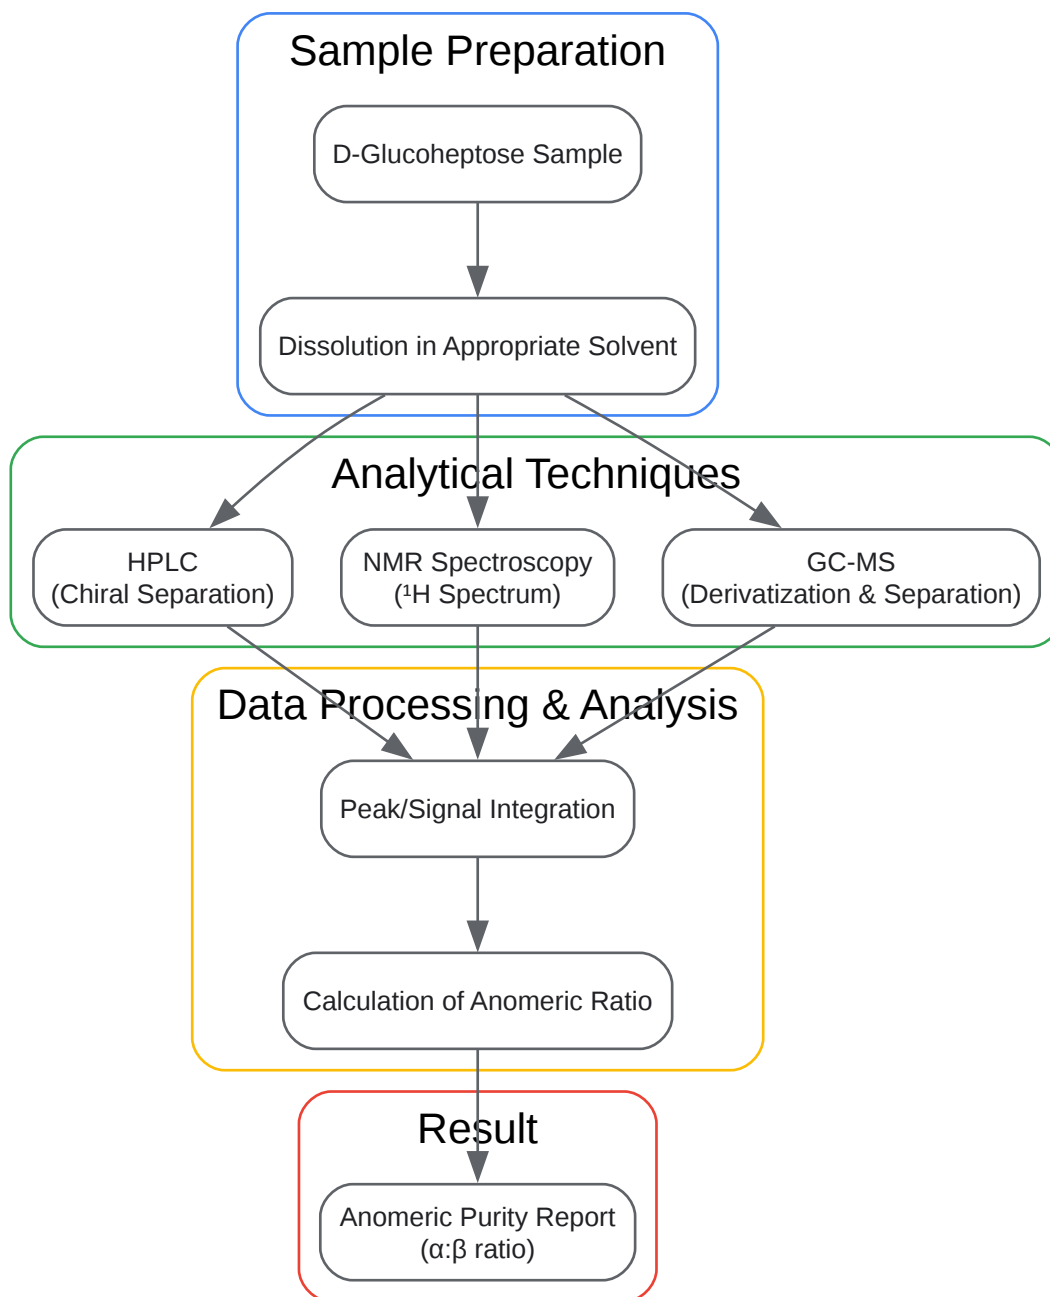 Sample Preparation
D-Glucoheptose Sample
Dissolution in Appropriate Solvent
Analytical Techniques
HPLC
(Chiral Separation)
NMR Spectroscopy
(¹H Spectrum)
GC-MS
(Derivatization & Separation)
Data Processing & Analysis
Peak/Signal Integration
Calculation of Anomeric Ratio
Result
Anomeric Purity Report
(α:β ratio)